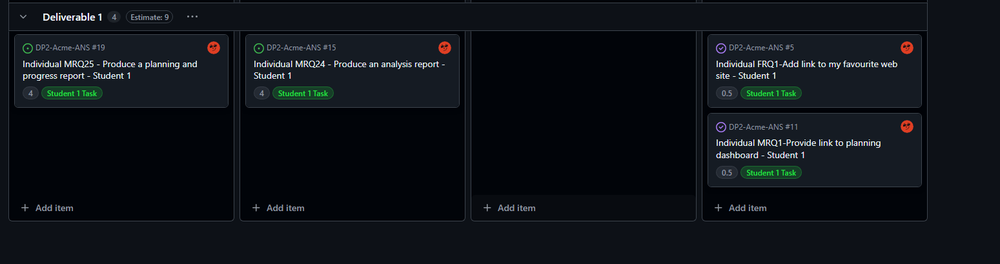 Deliverable 1 4 Estimate: 9 ...
DP2-Acme-ANS #19
Individual MRQ25 - Produce a planning and
progress report - Student 1
4 Student 1 Task
+ Add item
DP2-Acme-ANS #15
Individual MRQ24 - Produce an analysis report -
Student 1
4 Student 1 Task
+ Add item
+ Add item
DP2-Acme-ANS #5
Individual FRQ1-Add link to my favourite web
site - Student 1
0.5 Student 1 Task
DP2-Acme-ANS #11
Individual MRQ1-Provide link to planning
dashboard - Student 1
0.5 Student 1 Task
+ Add item